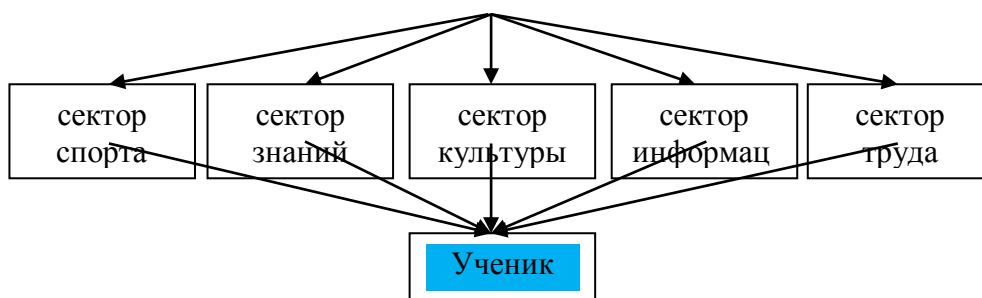 сектор
спорта
сектор
знаний
сектор
культуры
сектор
информац
сектор
труда
Ученик